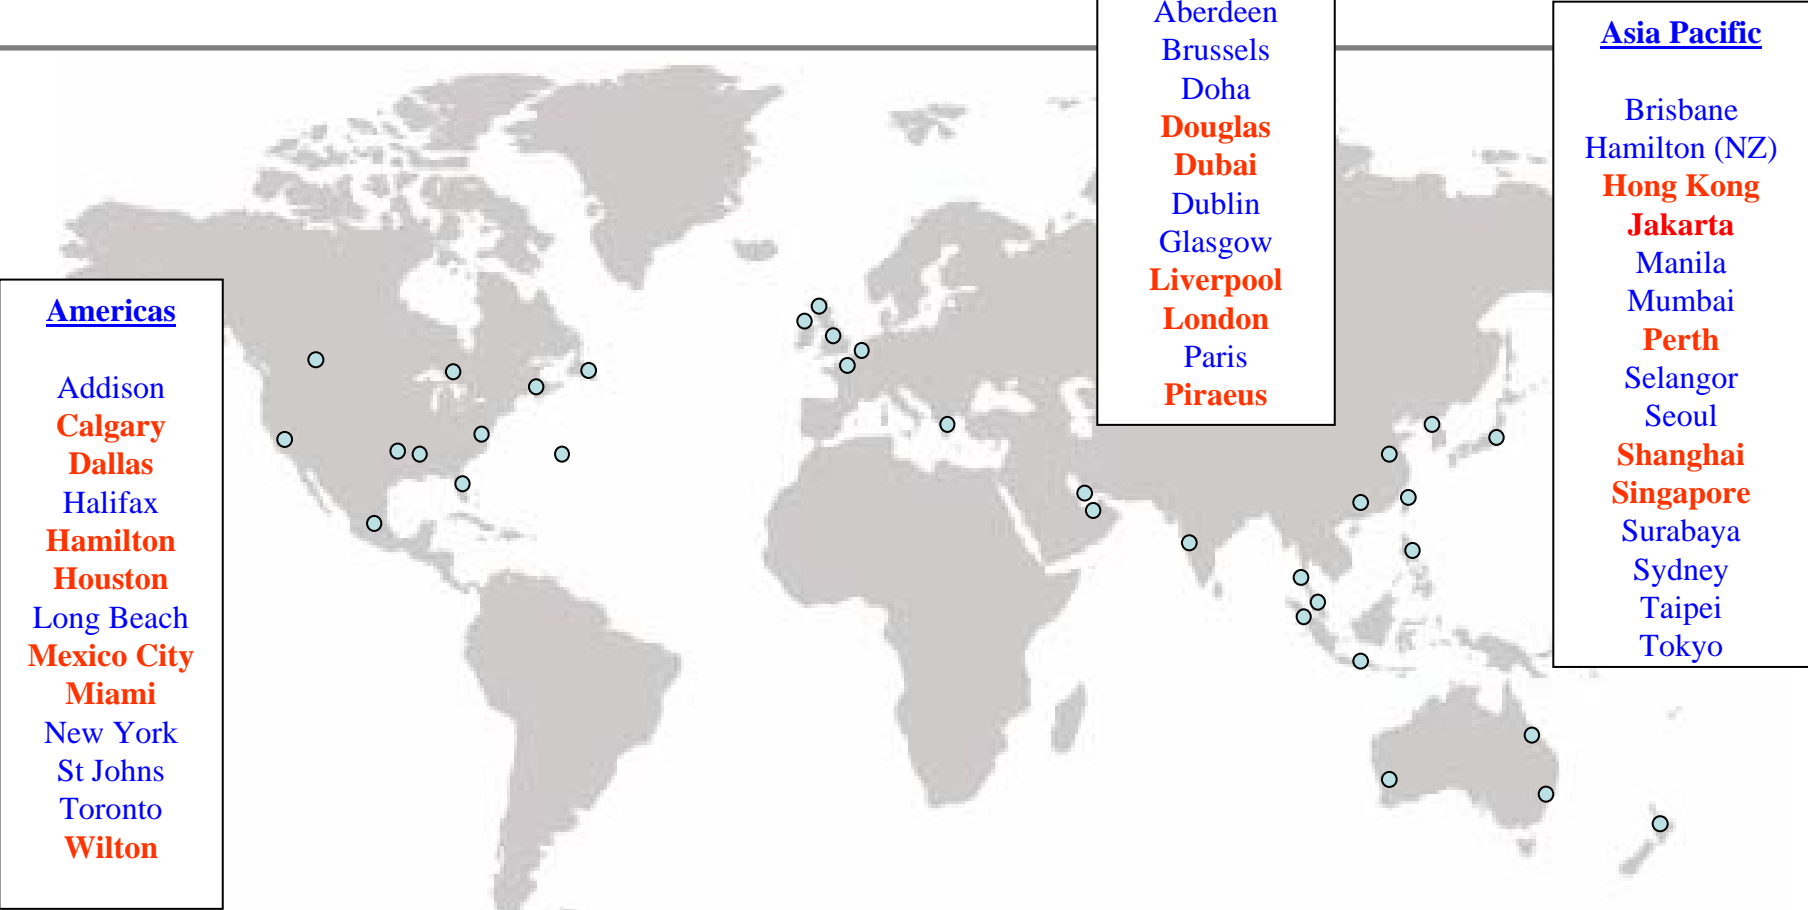 Americas
Addison
Calgary
Dallas
Halifax
Hamilton
Houston
Long Beach
Mexico City
Miami
New York
St Johns
Toronto
Wilton
Aberdeen
Brussels
Doha
Douglas
Dubai
Dublin
Glasgow
Liverpool
London
Paris
Piraeus
Asia Pacific
Brisbane
Hamilton (NZ)
Hong Kong
Jakarta
Manila
Mumbai
Perth
Selangor
Seoul
Shanghai
Singapore
Surabaya
Sydney
Taipei
Tokyo